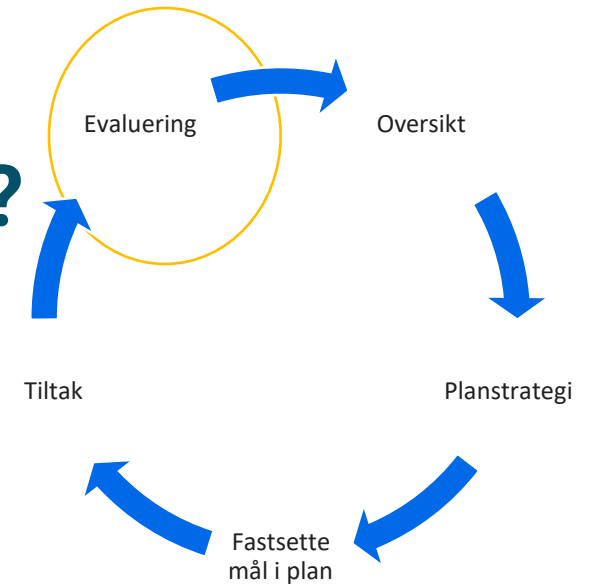 Evaluering
Oversikt
?
Tiltak
Planstrategi
Fastsette
mål i plan